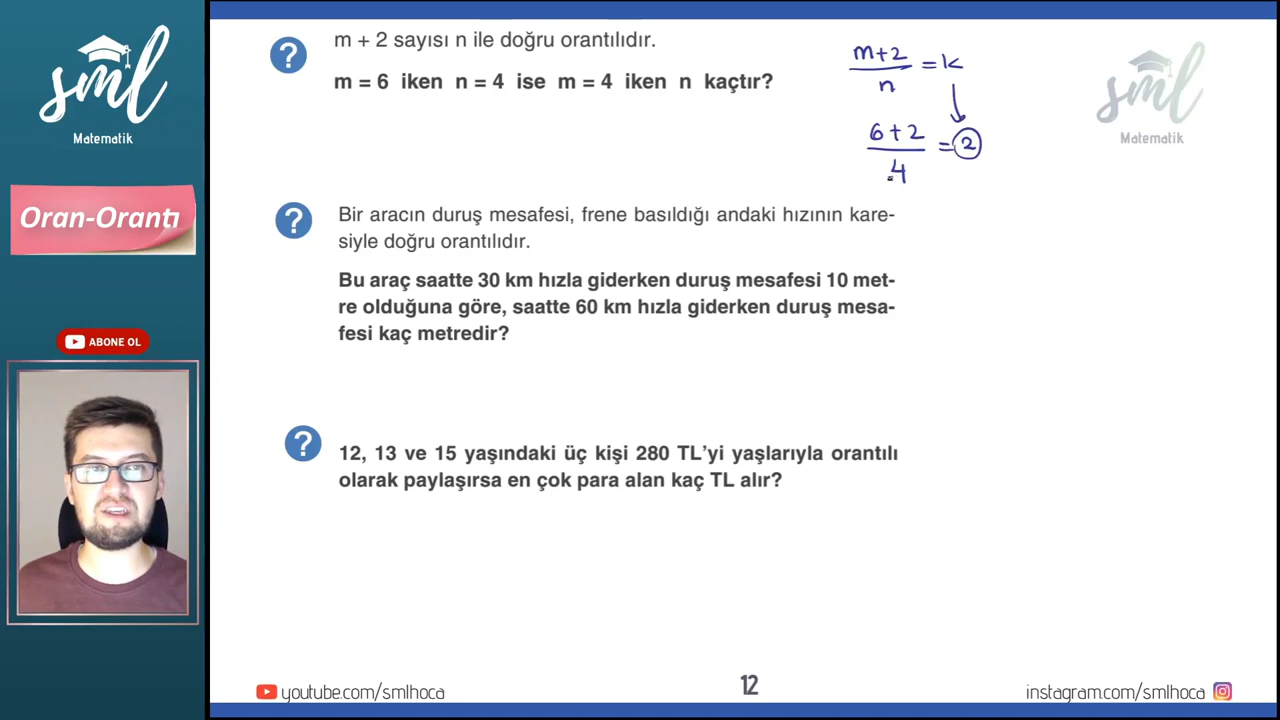 sml
Matematik
Oran-Orantı
ABONE OL
?
m + 2 sayısı n ile doğru orantılıdır.
m = 6 iken n = 4 ise m = 4 iken n kaçtır?
m+2
n
= k
6+2
4
= 2
sml
Matematik
?
Bir aracın duruş mesafesi, frene basıldığı andaki hızının kare-
siyle doğru orantılıdır.
Bu araç saatte 30 km hızla giderken duruş mesafesi 10 met-
re olduğuna göre, saatte 60 km hızla giderken duruş mesa-
fesi kaç metredir?
?
12, 13 ve 15 yaşındaki üç kişi 280 TL'yi yaşlarıyla orantılı
olarak paylaşırsa en çok para alan kaç TL alır?
youtube.com/smlhoca
12
instagram.com/smlhoca